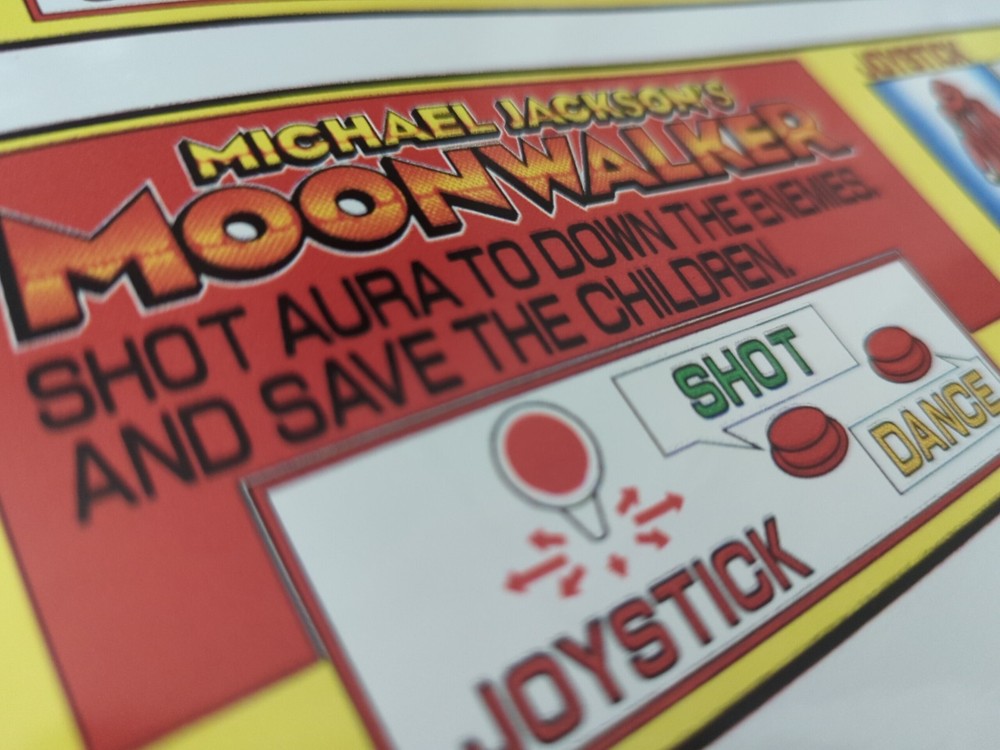 MICHAEL JACKSON'S
MOONWALKER
SHOT AURA TO DOWN THE ENEMIES.
AND SAVE THE CHILDREN.
SHOT
DANCE
JOYSTICK
JOYSTICK